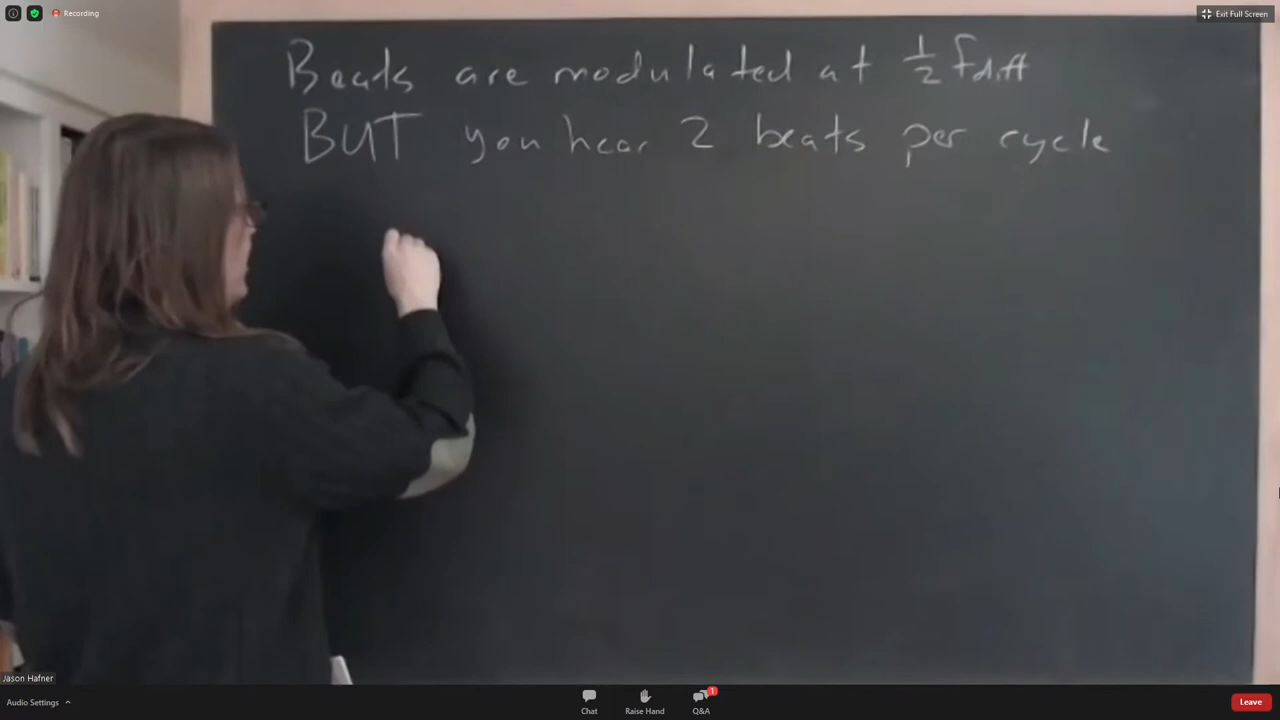 Recording
Exit Full Screen
Beats are modulated at 1/2 f_diff
BUT you hear 2 beats per cycle
Jason Hafner
Audio Settings
Chat
Raise Hand
Q&A
1
Leave